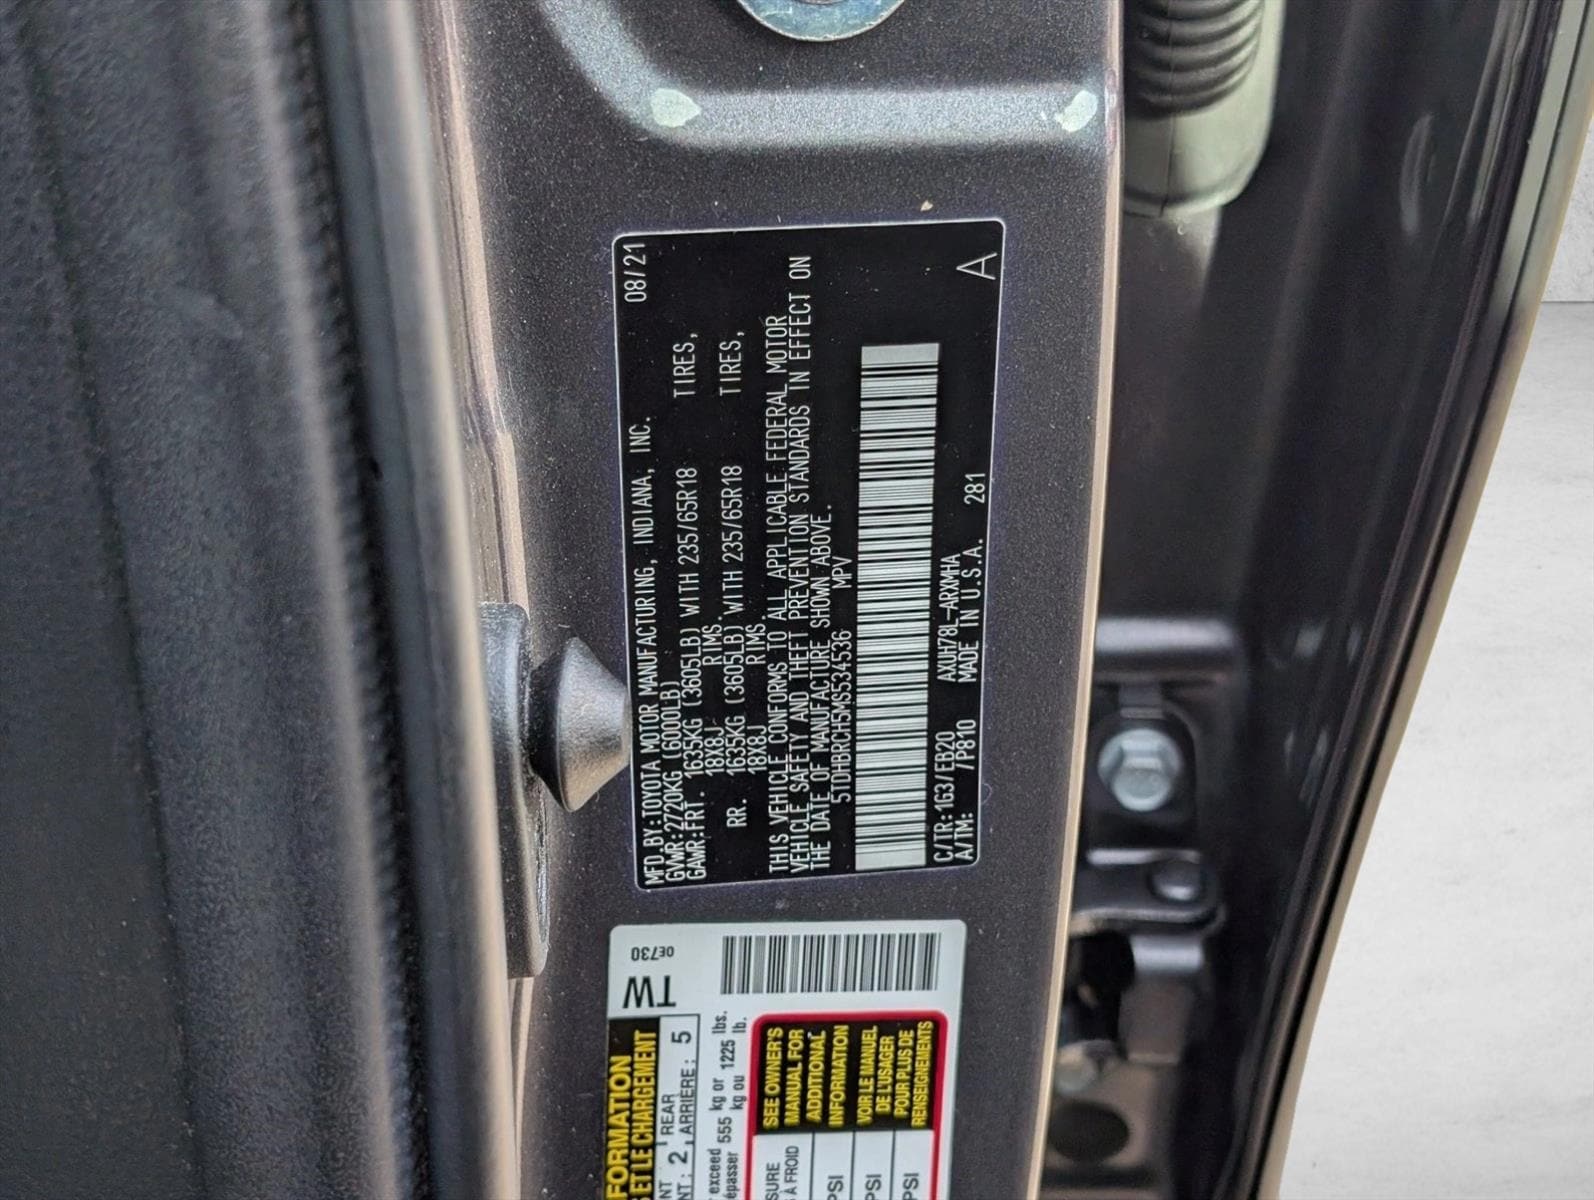 MFD.BY:TOYOTA MOTOR MANUFACTURING, INDIANA, INC. 08/21
GVWR:2720KG (6000LB)
GAWR:FRT. 1635KG (3605LB) WITH 235/65R18 TIRES,
18X8J RIMS.
RR. 1635KG (3605LB) WITH 235/65R18 TIRES,
18X8J RIMS.
THIS VEHICLE CONFORMS TO ALL APPLICABLE FEDERAL MOTOR
VEHICLE SAFETY AND THEFT PREVENTION STANDARDS IN EFFECT ON
THE DATE OF MANUFACTURE SHOWN ABOVE.
5TDHBRCH5MS534536 MPV
C/TR:1G3/EB20 AXUH78L-ARXMHA
A/TM: /P810 MADE IN U.S.A. 281 A
TW 0E730
FORMATION
ET LE CHARGEMENT
2 REAR
ARRIERE : 5
exceed 555 kg or 1225 lbs.
kg ou lb.
SEE OWNER'S
MANUAL FOR
ADDITIONAL
INFORMATION
VOIR LE MANUEL
DE L'USAGER
POUR PLUS DE
RENSEIGNEMENTS
À FROID
PSI
PSI
PSI